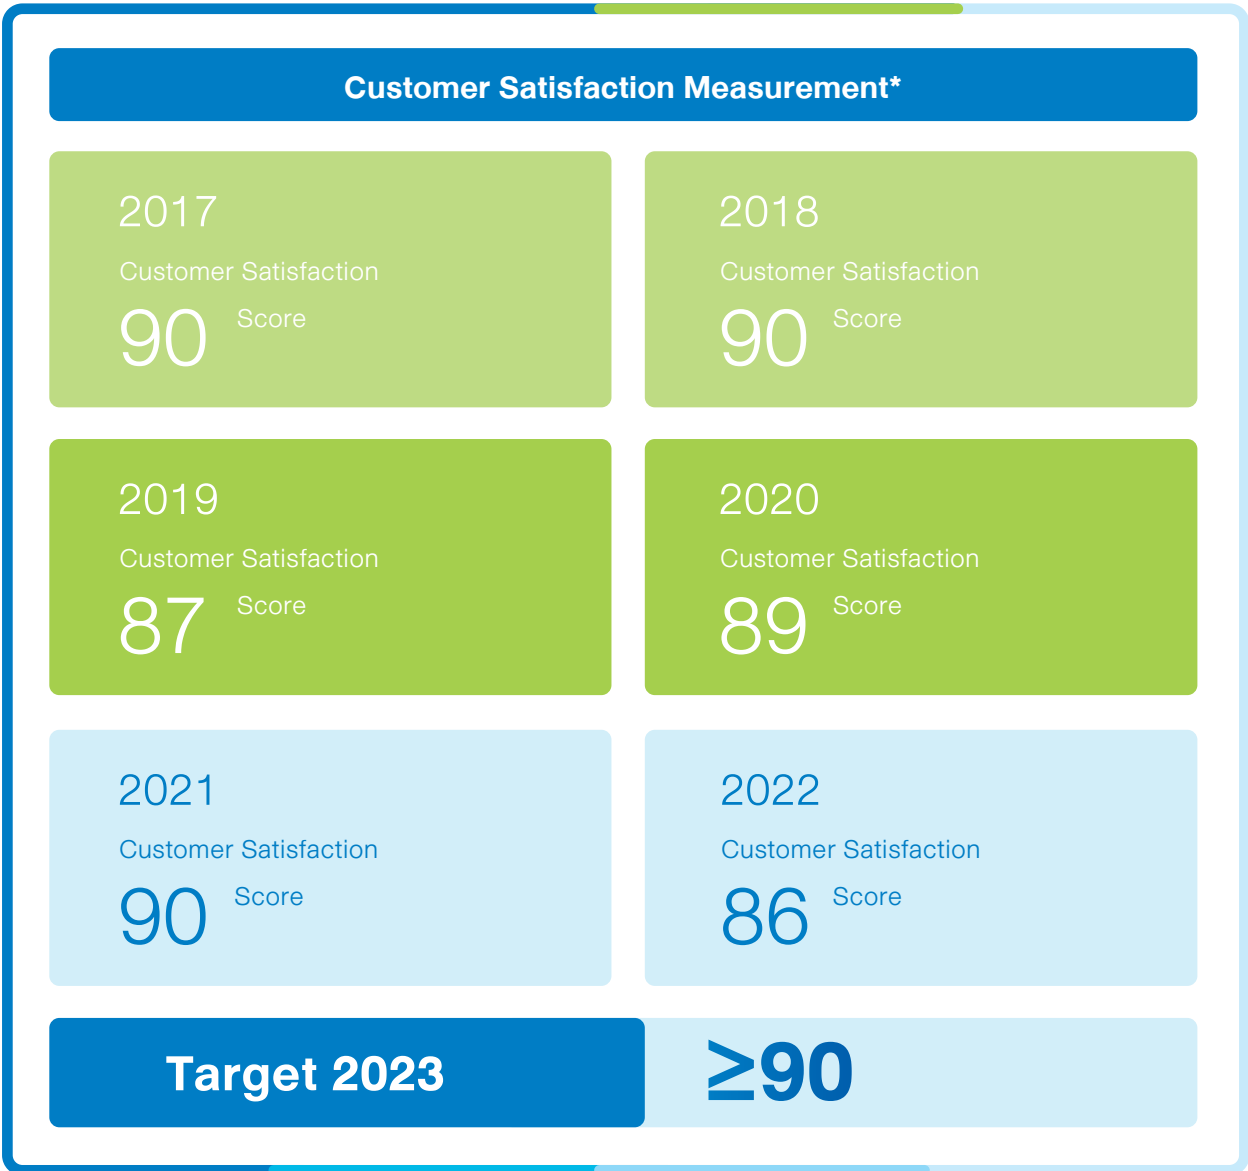 Customer Satisfaction Measurement*
2017
Customer Satisfaction
90 Score
2018
Customer Satisfaction
90 Score
2019
Customer Satisfaction
87 Score
2020
Customer Satisfaction
89 Score
2021
Customer Satisfaction
90 Score
2022
Customer Satisfaction
86 Score
Target 2023
≥90